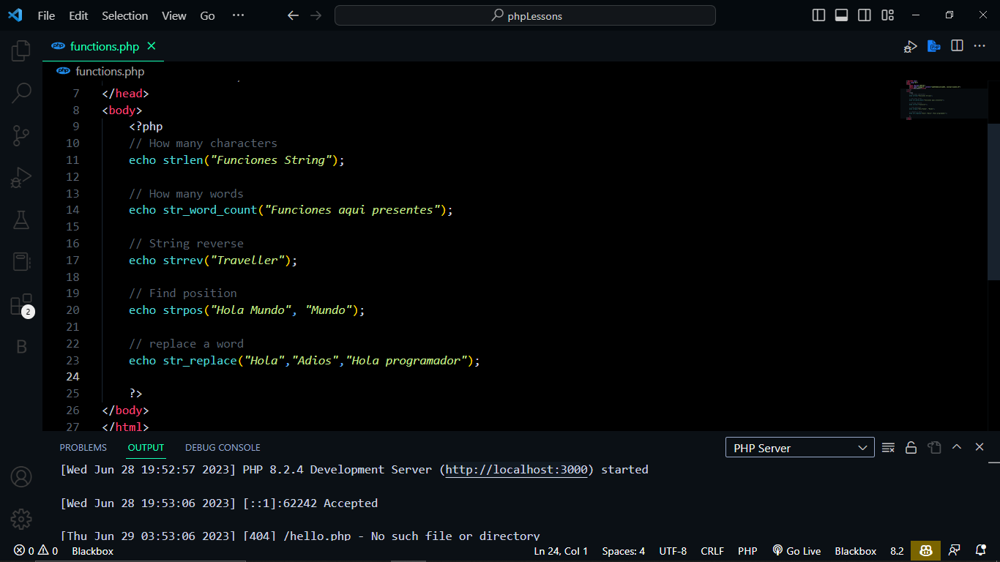 File Edit Selection View Go ··· phpLessons
php functions.php
php functions.php
7 </head>
8 <body>
9 <?php
10 // How many characters
11 echo strlen("Funciones String");
12
13 // How many words
14 echo str_word_count("Funciones aqui presentes");
15
16 // String reverse
17 echo strrev("Traveller");
18
19 // Find position
20 echo strpos("Hola Mundo", "Mundo");
21
22 // replace a word
23 echo str_replace("Hola","Adios","Hola programador");
24
25 ?>
26 </body>
27 </html>
2
B
PROBLEMS OUTPUT DEBUG CONSOLE PHP Server
[Wed Jun 28 19:52:57 2023] PHP 8.2.4 Development Server (http://localhost:3000) started
[Wed Jun 28 19:53:06 2023] [::1]:62242 Accepted
[Thu Jun 29 03:53:06 2023] [404] /hello.php - No such file or directory
0 0 Blackbox Ln 24, Col 1 Spaces: 4 UTF-8 CRLF PHP Go Live Blackbox 8.2